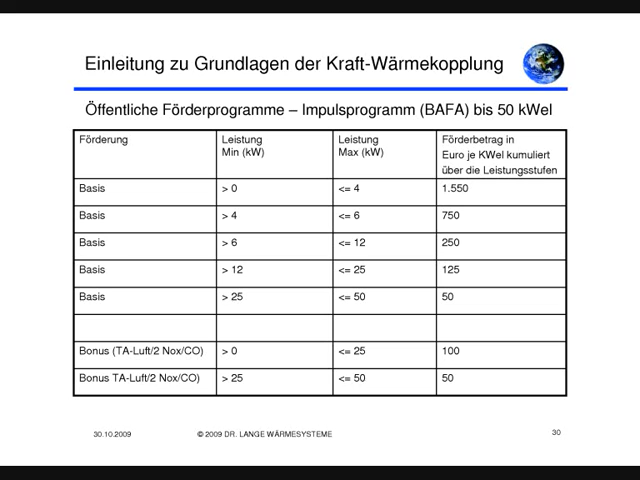 Einleitung zu Grundlagen der Kraft-Wärmekopplung
Öffentliche Förderprogramme – Impulsprogramm (BAFA) bis 50 kWel
Förderung Leistung Min (kW) Leistung Max (kW) Förderbetrag in Euro je KWel kumuliert über die Leistungsstufen
Basis > 0 <= 4 1.550
Basis > 4 <= 6 750
Basis > 6 <= 12 250
Basis > 12 <= 25 125
Basis > 25 <= 50 50
Bonus (TA-Luft/2 Nox/CO) > 0 <= 25 100
Bonus TA-Luft/2 Nox/CO) > 25 <= 50 50
30.10.2009 © 2009 DR. LANGE WÄRMESYSTEME 30